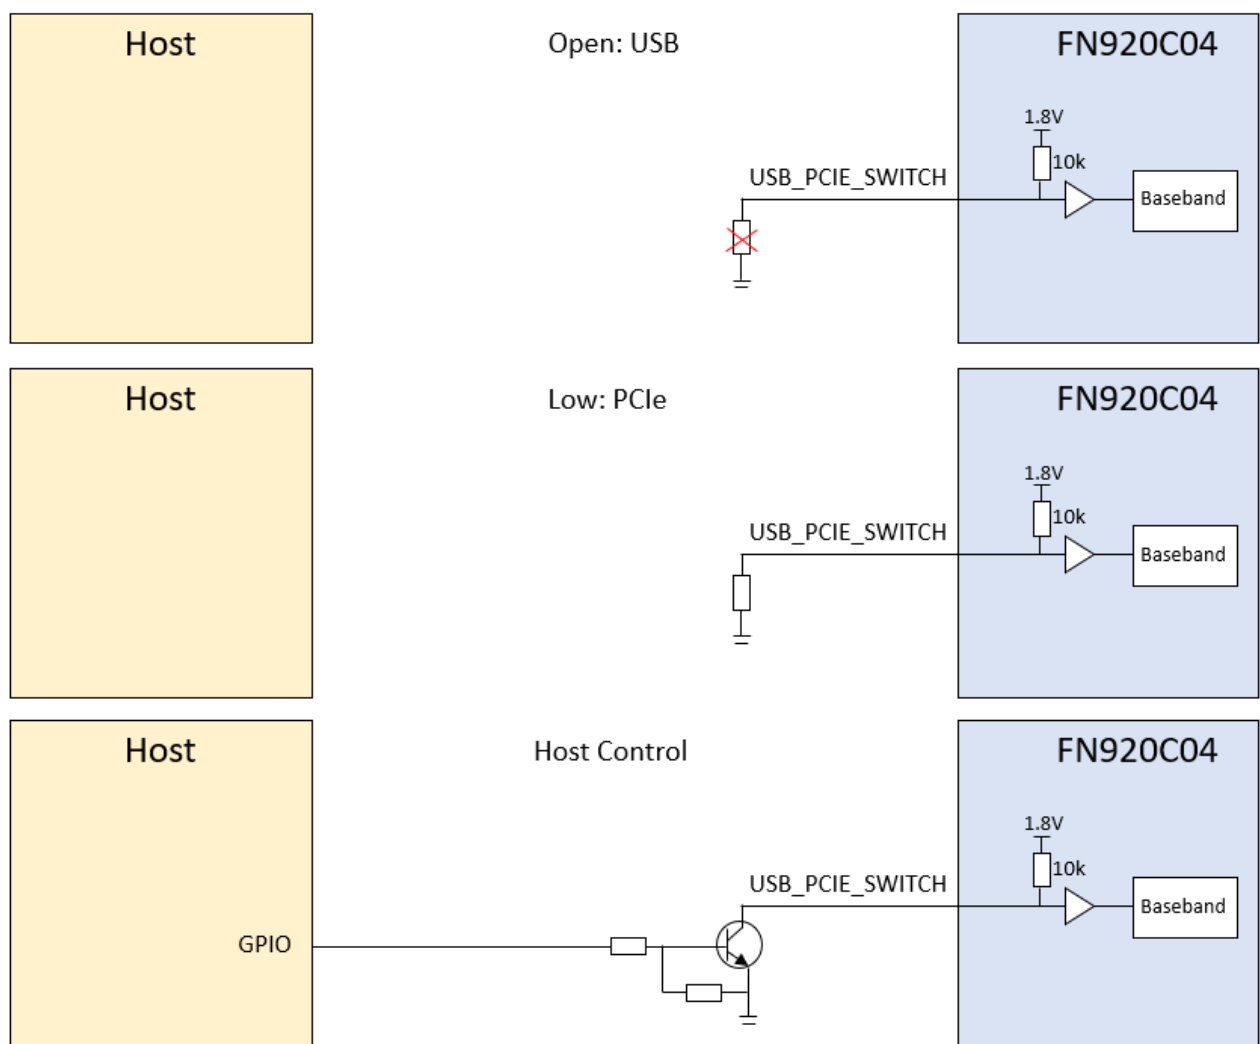 Host
Open: USB
FN920C04
1.8V
10k
USB_PCIE_SWITCH
Baseband
Host
Low: PCIe
FN920C04
1.8V
10k
USB_PCIE_SWITCH
Baseband
Host
Host Control
FN920C04
1.8V
10k
USB_PCIE_SWITCH
Baseband
GPIO